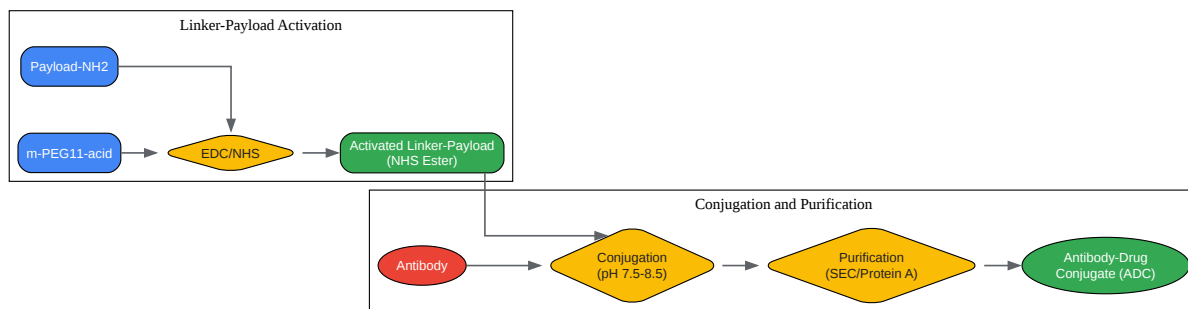 Linker-Payload Activation
Payload-NH2
m-PEG11-acid
EDC/NHS
Activated Linker-Payload
(NHS Ester)
Conjugation and Purification
Antibody
Conjugation
(pH 7.5-8.5)
Purification
(SEC/Protein A)
Antibody-Drug
Conjugate (ADC)